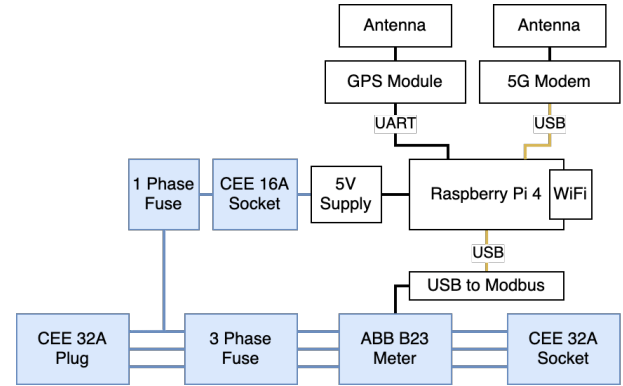 Antenna
Antenna
GPS Module
5G Modem
UART
USB
1 Phase
Fuse
CEE 16A
Socket
5V
Supply
Raspberry Pi 4
WiFi
USB
USB to Modbus
CEE 32A
Plug
3 Phase
Fuse
ABB B23
Meter
CEE 32A
Socket